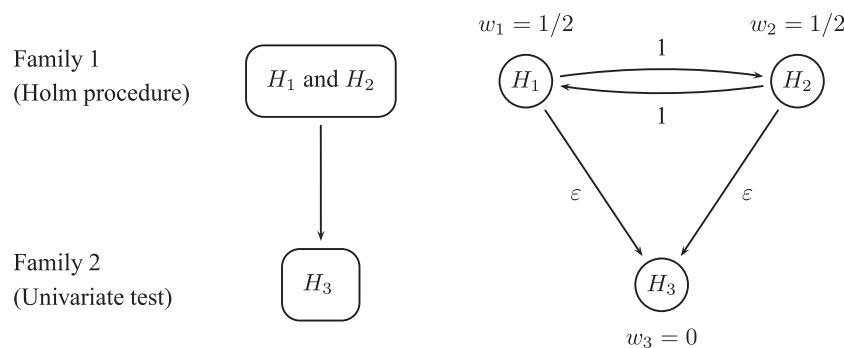 Family 1
(Holm procedure)
H₁ and H₂
w₁ = 1/2
w₂ = 1/2
1
H₁
H₂
1
ε
ε
Family 2
(Univariate test)
H₃
H₃
w₃ = 0